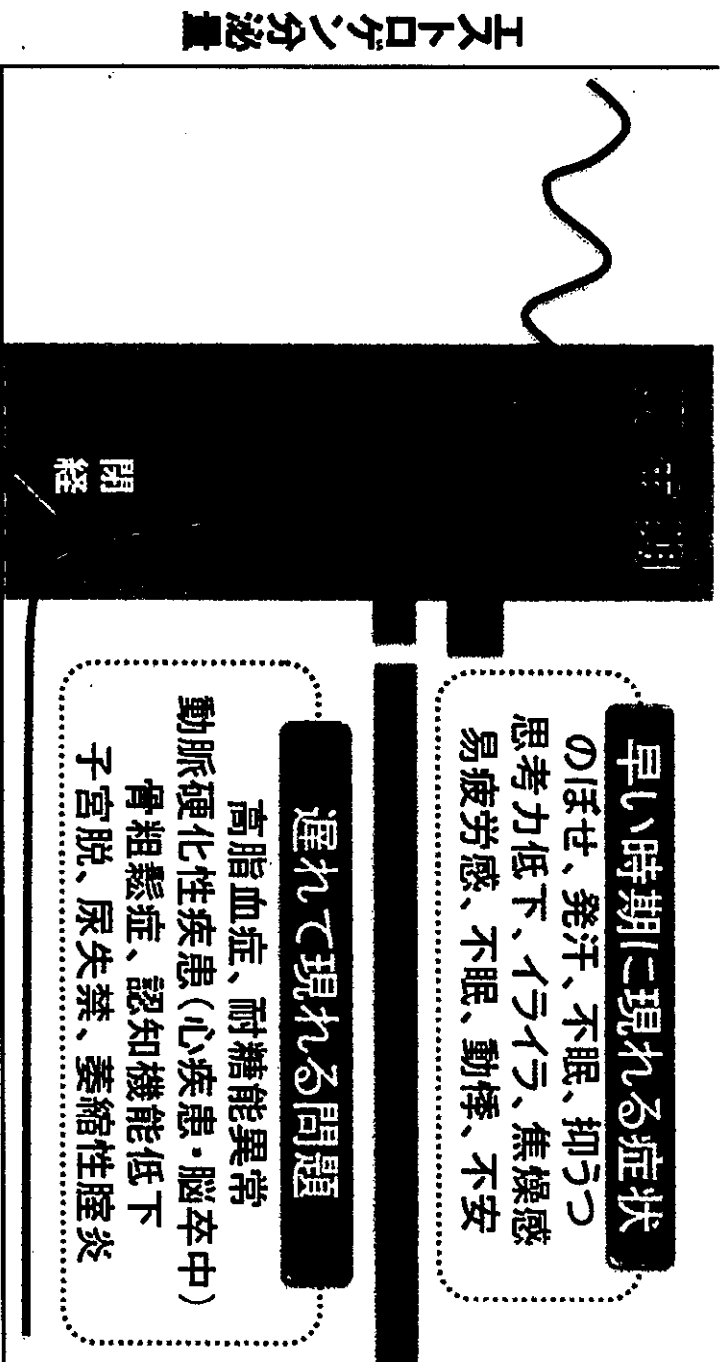 エストロゲン分泌量
閉経
早い時期に現れる症状
のぼせ、発汗、不眠、抑うつ
思考力低下、イライラ、焦燥感
易疲労感、不眠、動悸、不安
遅れて現れる問題
高脂血症、耐糖能異常
動脈硬化性疾患（心疾患・脳卒中）
骨粗鬆症、認知機能低下
子宮脱、尿失禁、萎縮性膣炎